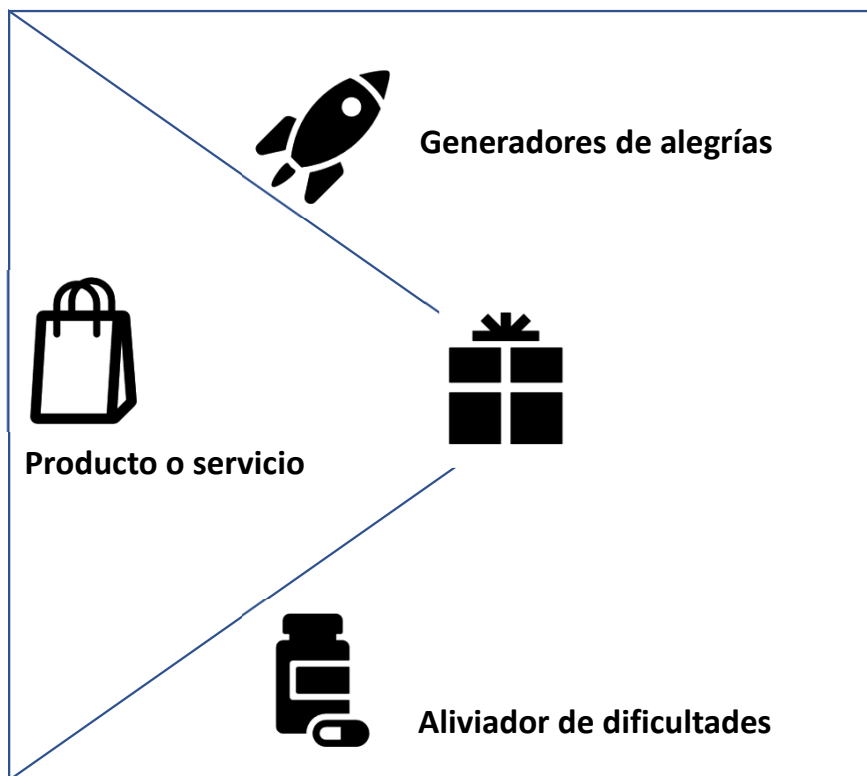 Generadores de alegrías
Producto o servicio
Aliviador de dificultades